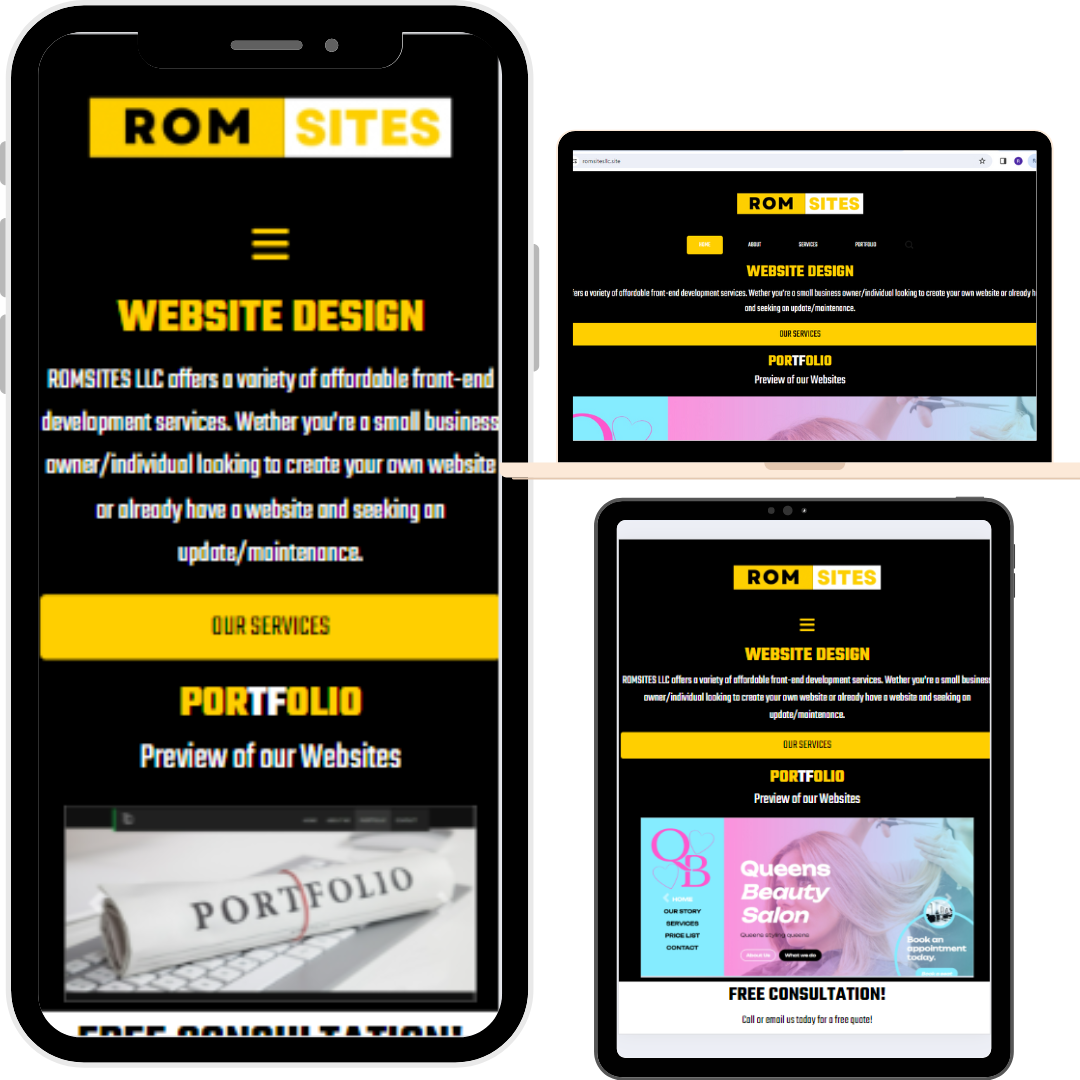 ROM SITES
WEBSITE DESIGN
ROMSITES LLC offers a variety of affordable front-end
development services. Wether you're a small business
owner/individual looking to create your own website
or already have a website and seeking an
update/maintenance.
OUR SERVICES
PORTFOLIO
Preview of our Websites
PORTFOLIO
FREE CONSULTATION!
romsitesllc.site
ROM SITES
HOME ABOUT SERVICES PORTFOLIO
WEBSITE DESIGN
ers a variety of affordable front-end development services. Wether you're a small business owner/individual looking to create your own website or already h
and seeking an update/maintenance.
OUR SERVICES
PORTFOLIO
Preview of our Websites
ROM SITES
WEBSITE DESIGN
ROMSITES LLC offers a variety of affordable front-end development services. Wether you're a small business
owner/individual looking to create your own website or already have a website and seeking an
update/maintenance.
OUR SERVICES
PORTFOLIO
Preview of our Websites
QB
HOME
OUR STORY
SERVICES
PRICE LIST
CONTACT
Queens
Beauty
Salon
Queens styling queens
About Us What we do
Book an
appointment
today.
FREE CONSULTATION!
Call or email us today for a free quote!